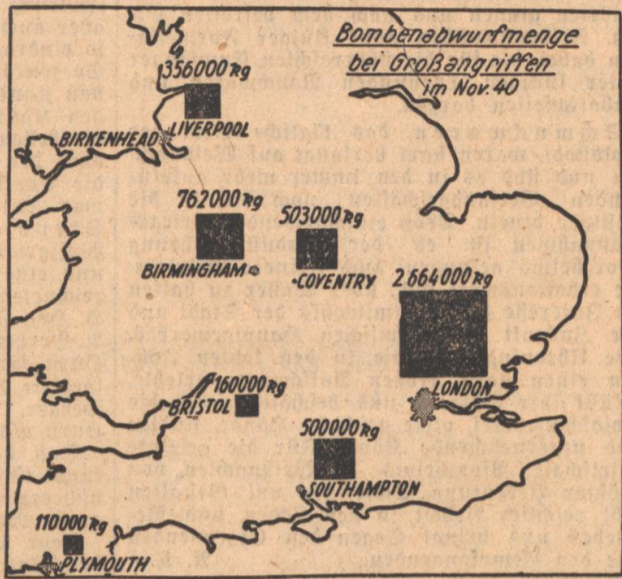 Bombenabwurfmenge
bei Großangriffen
im Nov. 40
356000 kg
LIVERPOOL
BIRKENHEAD
762000 kg
BIRMINGHAM
503000 kg
COVENTRY
2664000 kg
LONDON
160000 kg
BRISTOL
500000 kg
SOUTHAMPTON
110000 kg
PLYMOUTH